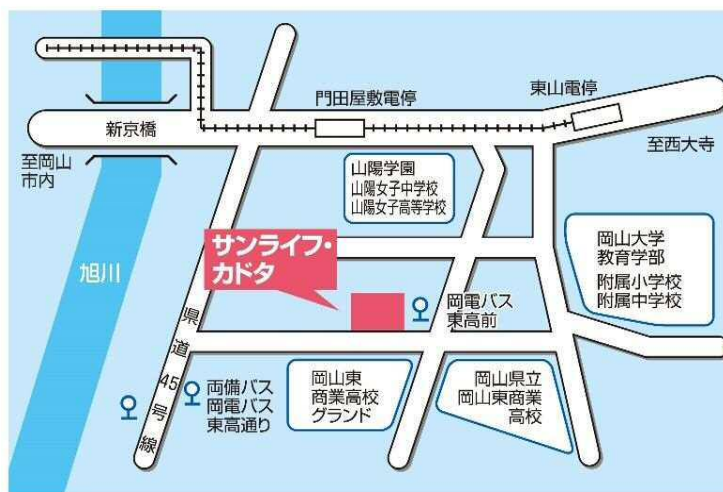 門田屋敷電停
東山電停
新京橋
至岡山
市内
至西大寺
山陽学園
山陽女子中学校
山陽女子高等学校
岡山大学
教育学部
附属小学校
附属中学校
サンライフ・
カドタ
旭川
岡電バス
東高前
県道45号線
両備バス
岡電バス
東高通り
岡山東
商業高校
グランド
岡山県立
岡山東商業
高校